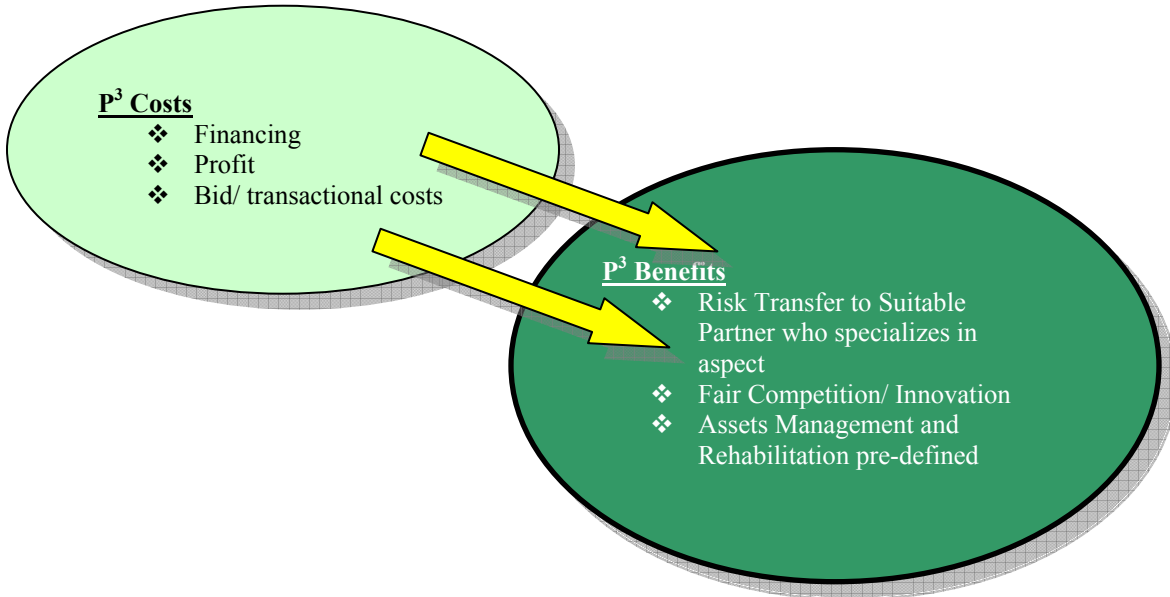 P³ Costs
❖ Financing
❖ Profit
❖ Bid/ transactional costs
P³ Benefits
❖ Risk Transfer to Suitable
Partner who specializes in
aspect
❖ Fair Competition/ Innovation
❖ Assets Management and
Rehabilitation pre-defined